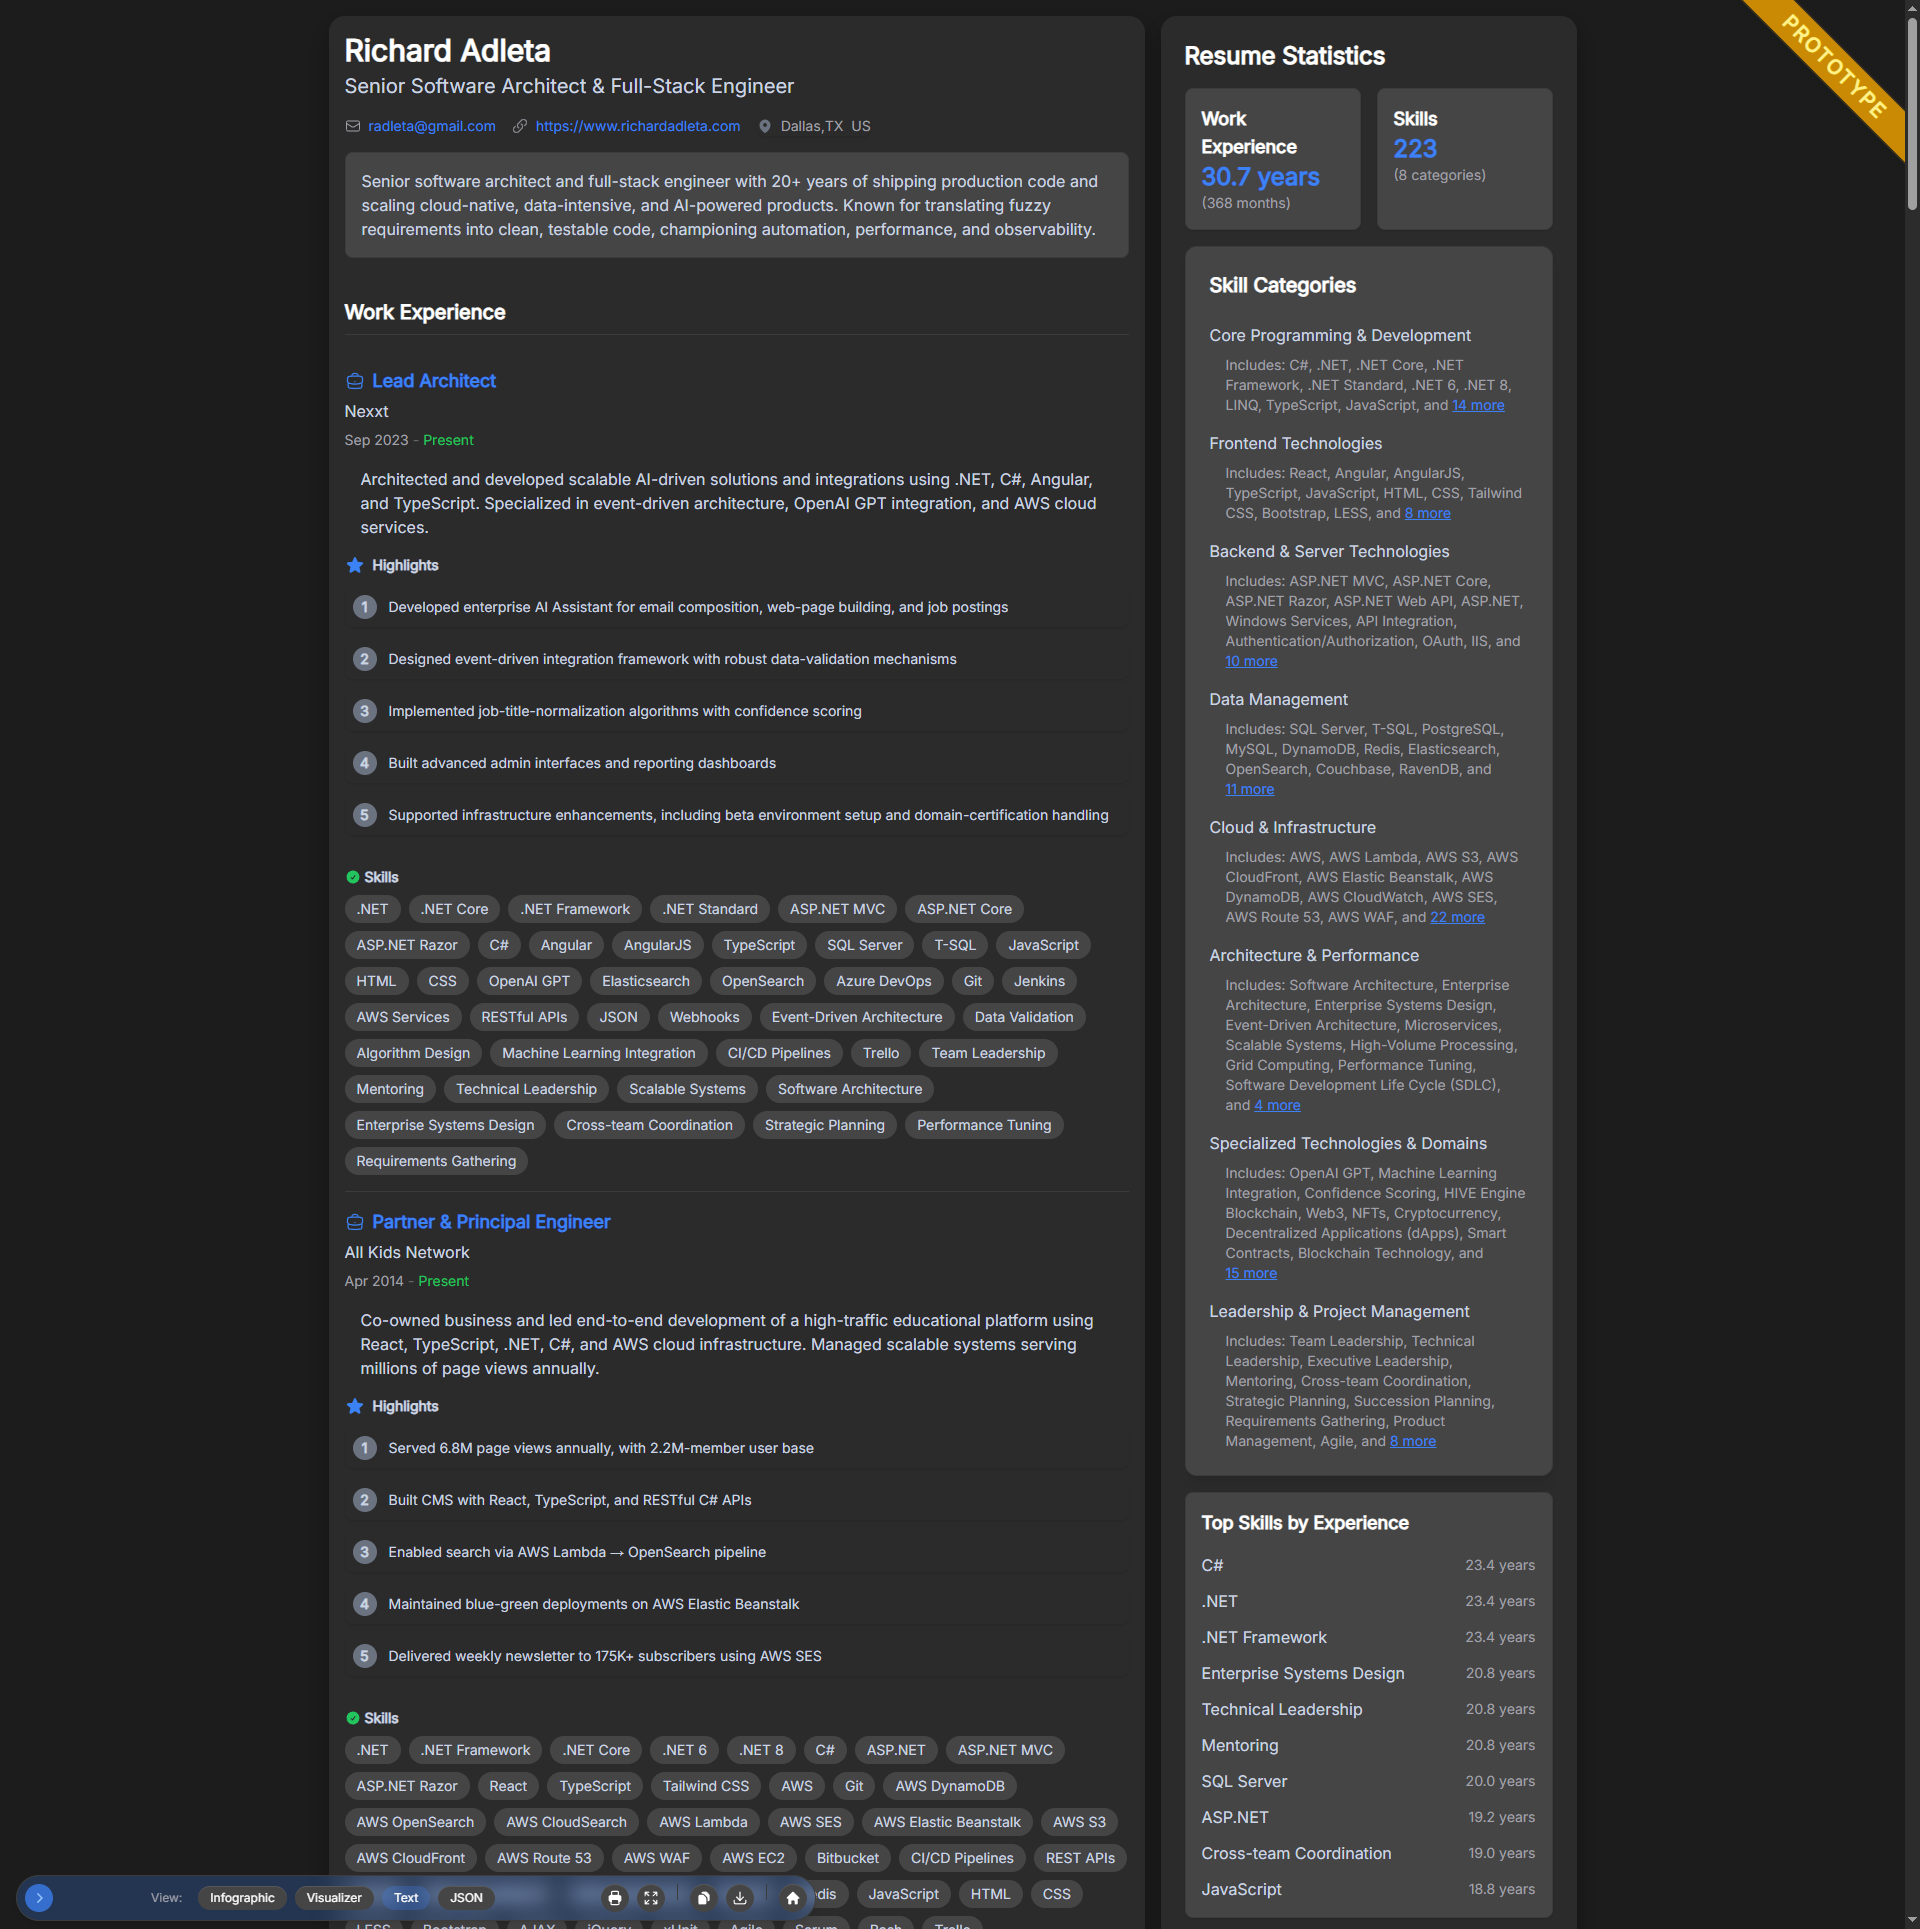 Richard Adleta
Senior Software Architect & Full-Stack Engineer
radleta@gmail.com https://www.richardadleta.com Dallas,TX US
Senior software architect and full-stack engineer with 20+ years of shipping production code and
scaling cloud-native, data-intensive, and AI-powered products. Known for translating fuzzy
requirements into clean, testable code, championing automation, performance, and observability.
Work Experience
Lead Architect
Nexxt
Sep 2023 - Present
Architected and developed scalable AI-driven solutions and integrations using .NET, C#, Angular,
and TypeScript. Specialized in event-driven architecture, OpenAI GPT integration, and AWS cloud
services.
Highlights
1 Developed enterprise AI Assistant for email composition, web-page building, and job postings
2 Designed event-driven integration framework with robust data-validation mechanisms
3 Implemented job-title-normalization algorithms with confidence scoring
4 Built advanced admin interfaces and reporting dashboards
5 Supported infrastructure enhancements, including beta environment setup and domain-certification handling
Skills
.NET .NET Core .NET Framework .NET Standard ASP.NET MVC ASP.NET Core
ASP.NET Razor C# Angular AngularJS TypeScript SQL Server T-SQL JavaScript
HTML CSS OpenAI GPT Elasticsearch OpenSearch Azure DevOps Git Jenkins
AWS Services RESTful APIs JSON Webhooks Event-Driven Architecture Data Validation
Algorithm Design Machine Learning Integration CI/CD Pipelines Trello Team Leadership
Mentoring Technical Leadership Scalable Systems Software Architecture
Enterprise Systems Design Cross-team Coordination Strategic Planning Performance Tuning
Requirements Gathering
Partner & Principal Engineer
All Kids Network
Apr 2014 - Present
Co-owned business and led end-to-end development of a high-traffic educational platform using
React, TypeScript, .NET, C#, and AWS cloud infrastructure. Managed scalable systems serving
millions of page views annually.
Highlights
1 Served 6.8M page views annually, with 2.2M-member user base
2 Built CMS with React, TypeScript, and RESTful C# APIs
3 Enabled search via AWS Lambda → OpenSearch pipeline
4 Maintained blue-green deployments on AWS Elastic Beanstalk
5 Delivered weekly newsletter to 175K+ subscribers using AWS SES
Skills
.NET .NET Framework .NET Core .NET 6 .NET 8 C# ASP.NET ASP.NET MVC
ASP.NET Razor React TypeScript Tailwind CSS AWS Git AWS DynamoDB
AWS OpenSearch AWS CloudSearch AWS Lambda AWS SES AWS Elastic Beanstalk AWS S3
AWS CloudFront AWS Route 53 AWS WAF AWS EC2 Bitbucket CI/CD Pipelines REST APIs
JavaScript HTML CSS
View: Infographic Visualizer Text JSON
Resume Statistics
Work
Experience
30.7 years
(368 months)
Skills
223
(8 categories)
Skill Categories
Core Programming & Development
Includes: C#, .NET, .NET Core, .NET
Framework, .NET Standard, .NET 6, .NET 8,
LINQ, TypeScript, JavaScript, and 14 more
Frontend Technologies
Includes: React, Angular, AngularJS,
TypeScript, JavaScript, HTML, CSS, Tailwind
CSS, Bootstrap, LESS, and 8 more
Backend & Server Technologies
Includes: ASP.NET MVC, ASP.NET Core,
ASP.NET Razor, ASP.NET Web API, ASP.NET,
Windows Services, API Integration,
Authentication/Authorization, OAuth, IIS, and
10 more
Data Management
Includes: SQL Server, T-SQL, PostgreSQL,
MySQL, DynamoDB, Redis, Elasticsearch,
OpenSearch, Couchbase, RavenDB, and
11 more
Cloud & Infrastructure
Includes: AWS, AWS Lambda, AWS S3, AWS
CloudFront, AWS Elastic Beanstalk, AWS
DynamoDB, AWS CloudWatch, AWS SES,
AWS Route 53, AWS WAF, and 22 more
Architecture & Performance
Includes: Software Architecture, Enterprise
Architecture, Enterprise Systems Design,
Event-Driven Architecture, Microservices,
Scalable Systems, High-Volume Processing,
Grid Computing, Performance Tuning,
Software Development Life Cycle (SDLC),
and 4 more
Specialized Technologies & Domains
Includes: OpenAI GPT, Machine Learning
Integration, Confidence Scoring, HIVE Engine
Blockchain, Web3, NFTs, Cryptocurrency,
Decentralized Applications (dApps), Smart
Contracts, Blockchain Technology, and
15 more
Leadership & Project Management
Includes: Team Leadership, Technical
Leadership, Executive Leadership,
Mentoring, Cross-team Coordination,
Strategic Planning, Succession Planning,
Requirements Gathering, Product
Management, Agile, and 8 more
Top Skills by Experience
C# 23.4 years
.NET 23.4 years
.NET Framework 23.4 years
Enterprise Systems Design 20.8 years
Technical Leadership 20.8 years
Mentoring 20.8 years
SQL Server 20.0 years
ASP.NET 19.2 years
Cross-team Coordination 19.0 years
JavaScript 18.8 years
PROTOTYPE